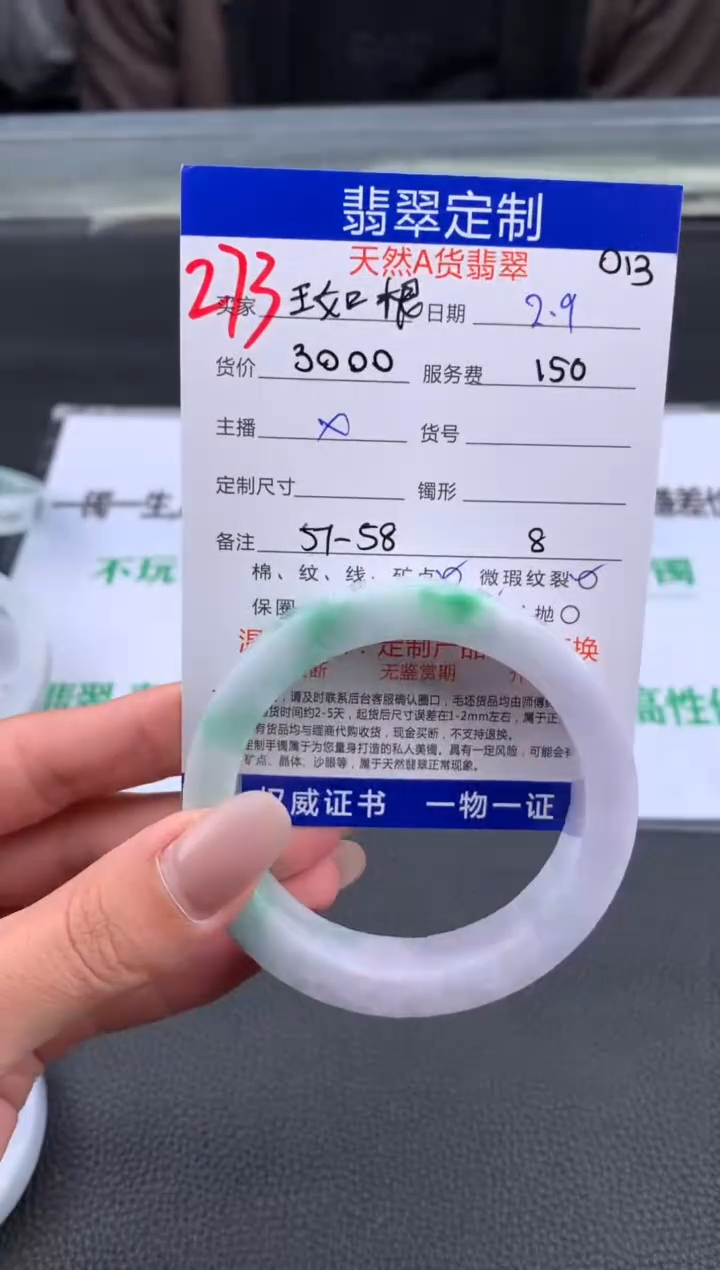 翡翠定制
天然A货翡翠 013
273
买家 日期 2.9
货价 3000 服务费 150
主播 货号
定制尺寸 镯形
备注 57-58 8
棉、纹、线、矿点 微瑕纹裂
保圈 抛
定制产品 换
断 无鉴赏期
，请及时联系后台客服确认圈口，毛坯货品均由师傅
货时间约2-5天，起货后尺寸误差在1-2mm左右，属于正
有货品均与缅商代购收货，现金买断，不支持退换。
定制手镯属于为您量身打造的私人美镯。具有一定风险，可能会有
矿点、晶体、沙眼等，属于天然翡翠正常现象。
权威证书 一物一证
一镯一生
不玩
翡翠
镯
高性